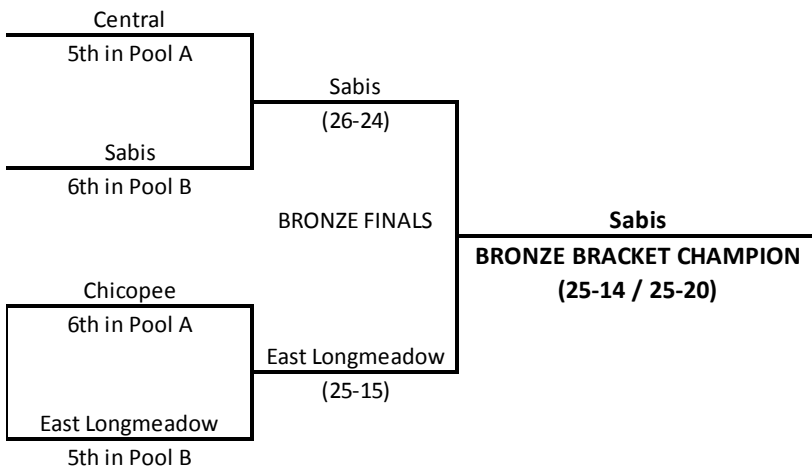 Central
5th in Pool A
Sabis
(26-24)
Sabis
6th in Pool B
BRONZE FINALS
Sabis
BRONZE BRACKET CHAMPION
(25-14 / 25-20)
Chicopee
6th in Pool A
East Longmeadow
(25-15)
East Longmeadow
5th in Pool B